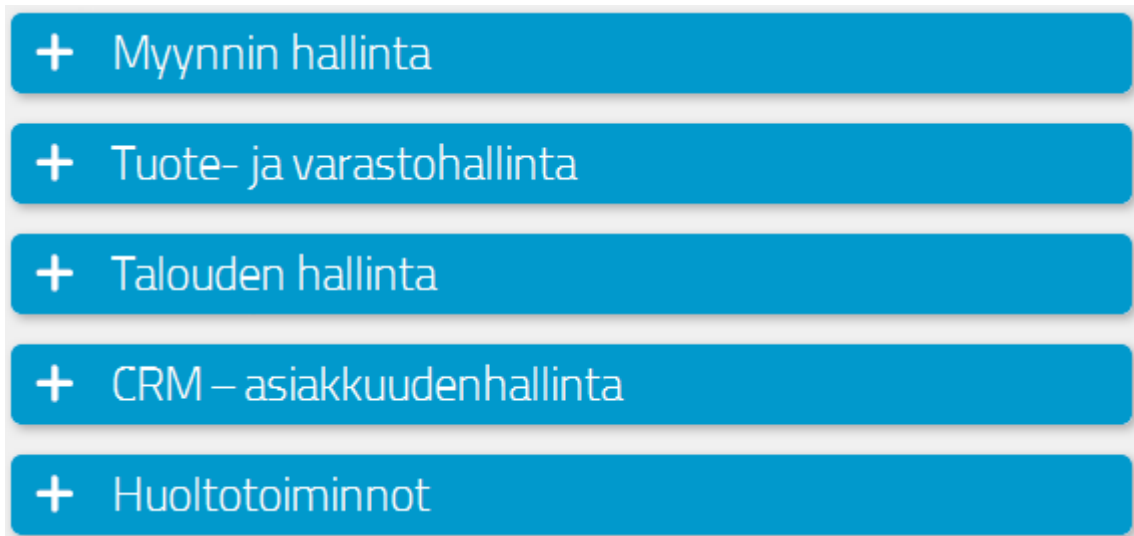 Myynnin hallinta
Tuote- ja varastohallinta
Talouden hallinta
CRM – asiakkuudenhallinta
Huoltotoiminnot